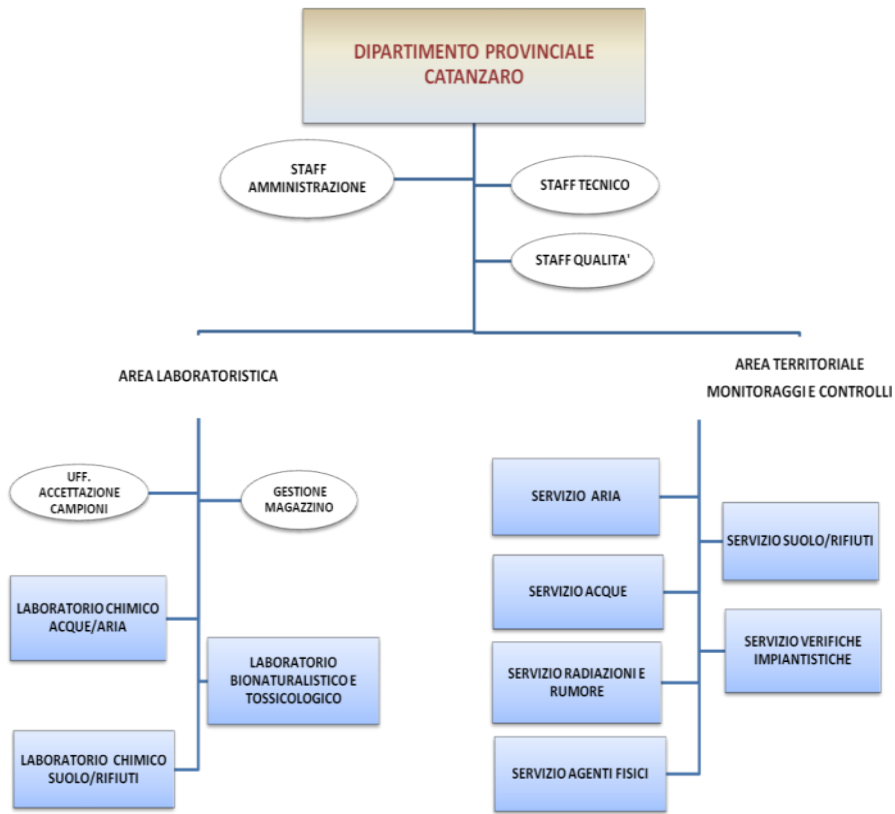 DIPARTIMENTO PROVINCIALE
CATANZARO
STAFF
AMMINISTRAZIONE
STAFF TECNICO
STAFF QUALITA'
AREA LABORATORISTICA
AREA TERRITORIALE
MONITORAGGI E CONTROLLI
UFF.
ACCETTAZIONE
CAMPIONI
GESTIONE
MAGAZZINO
LABORATORIO CHIMICO
ACQUE/ARIA
LABORATORIO
BIONATURALISTICO E
TOSSICOLOGICO
LABORATORIO CHIMICO
SUOLO/RIFIUTI
SERVIZIO ARIA
SERVIZIO SUOLO/RIFIUTI
SERVIZIO ACQUE
SERVIZIO VERIFICHE
IMPIANTISTICHE
SERVIZIO RADIAZIONI E
RUMORE
SERVIZIO AGENTI FISICI